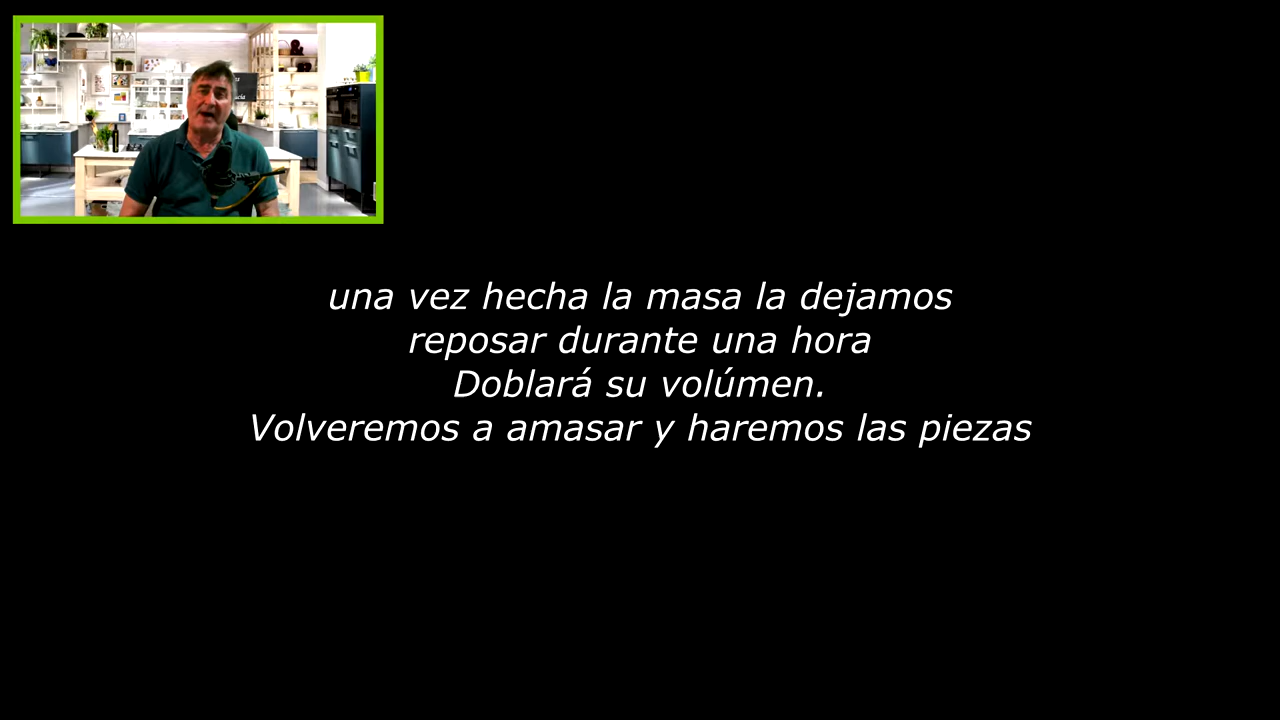 una vez hecha la masa la dejamos
reposar durante una hora
Doblará su volúmen.
Volveremos a amasar y haremos las piezas